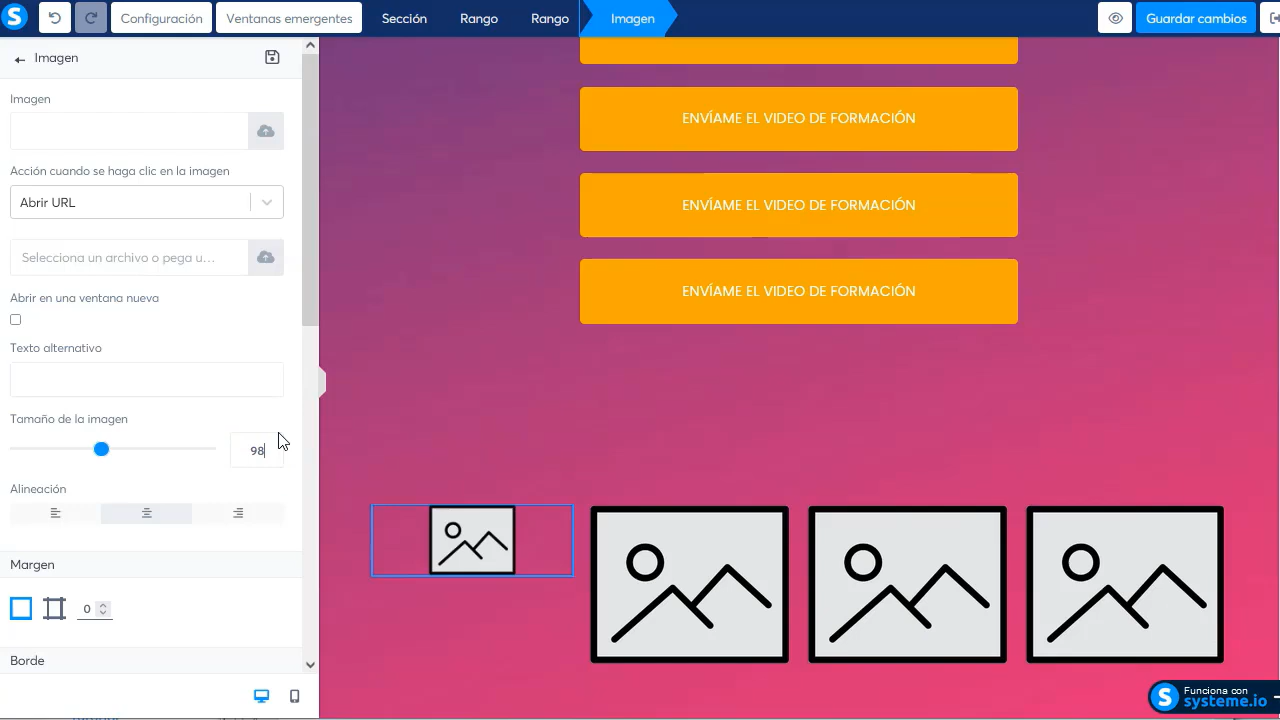 S
Configuración
Ventanas emergentes
Sección
Rango
Rango
Imagen
Guardar cambios
Imagen
Imagen
Acción cuando se haga clic en la imagen
Abrir URL
Selecciona un archivo o pega u…
Abrir en una ventana nueva
Texto alternativo
Tamaño de la imagen
98
Alineación
Margen
0
Borde
ENVÍAME EL VIDEO DE FORMACIÓN
ENVÍAME EL VIDEO DE FORMACIÓN
ENVÍAME EL VIDEO DE FORMACIÓN
S
Funciona con
systeme.io